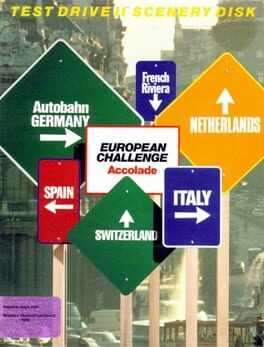 TEST DRIVE II SCENERY DISK
French
Riviera
Autobahn
GERMANY
NETHERLANDS
EUROPEAN
CHALLENGE
Accolade
SPAIN
ITALY
SWITZERLAND